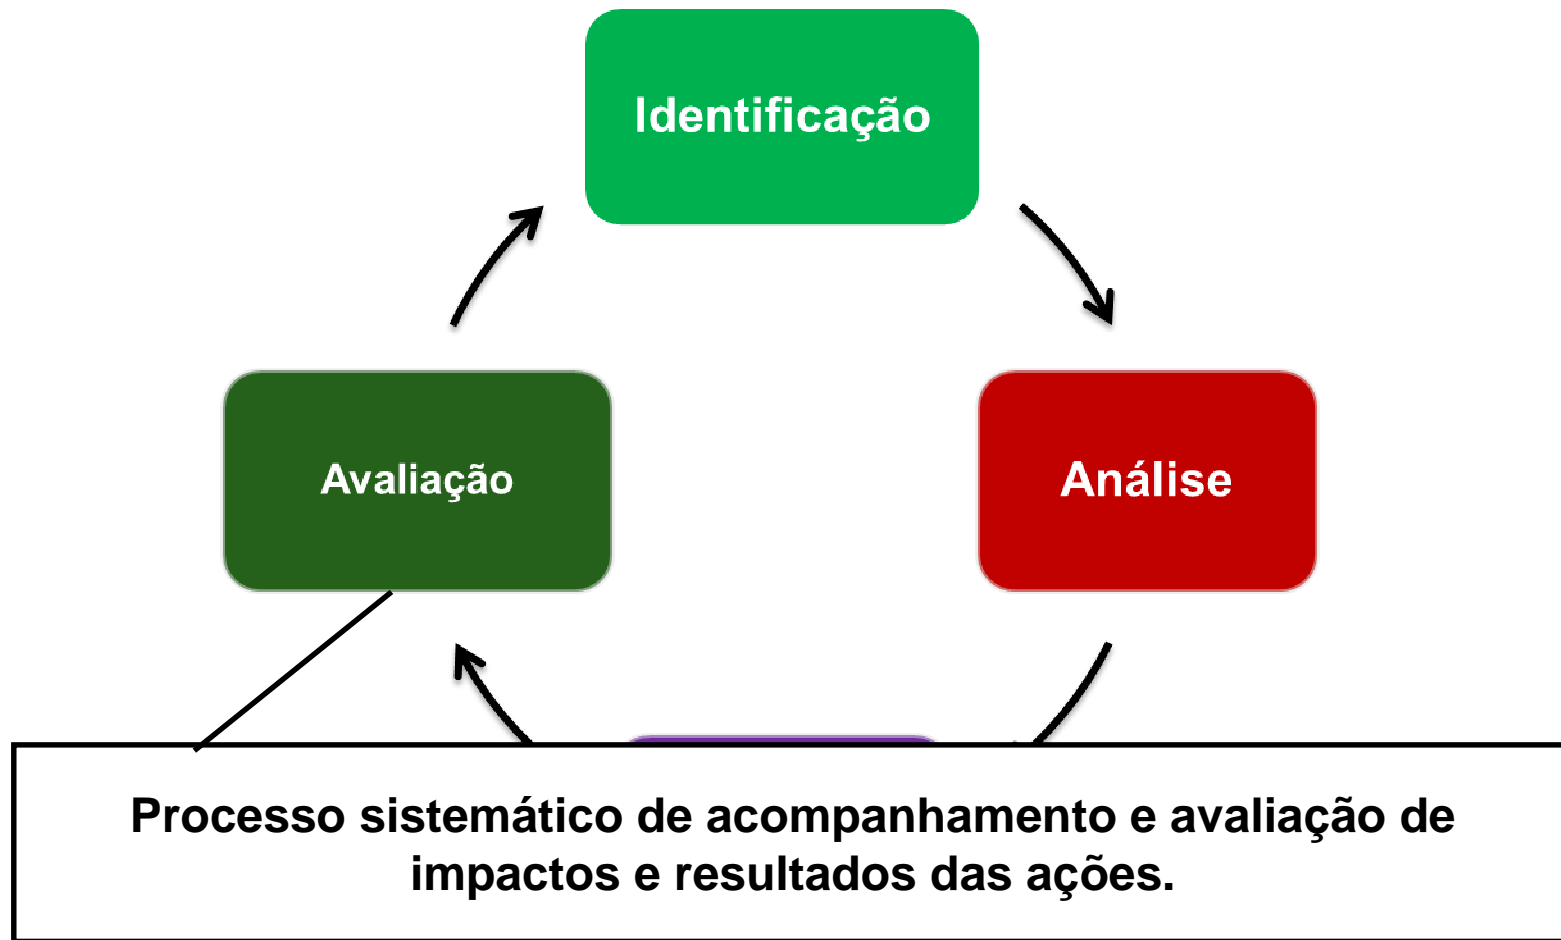 Identificação
Avaliação
Análise
Processo sistemático de acompanhamento e avaliação de
impactos e resultados das ações.